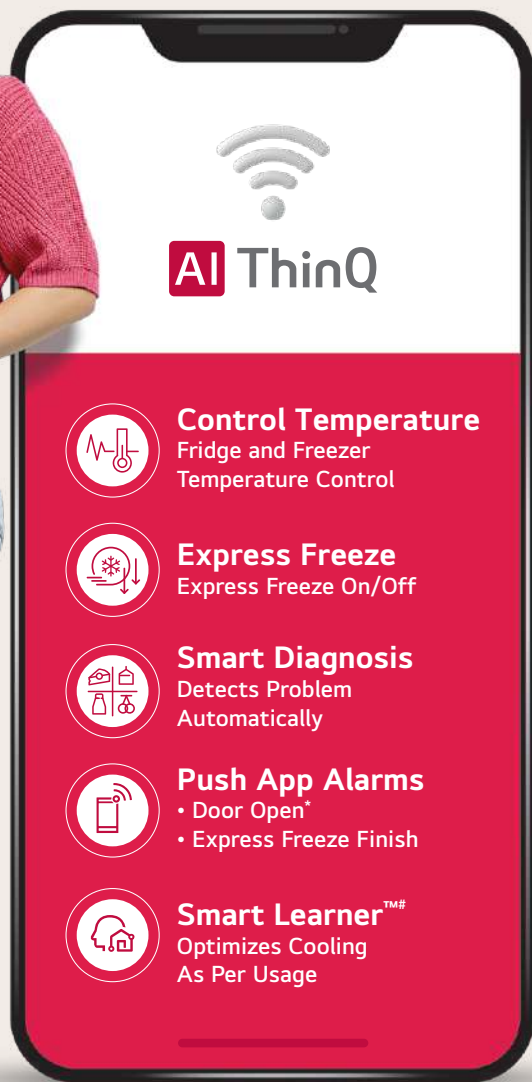 AI ThinQ
Control Temperature
Fridge and Freezer
Temperature Control
Express Freeze
Express Freeze On/Off
Smart Diagnosis
Detects Problem
Automatically
Push App Alarms
• Door Open*
• Express Freeze Finish
Smart Learner™#
Optimizes Cooling
As Per Usage